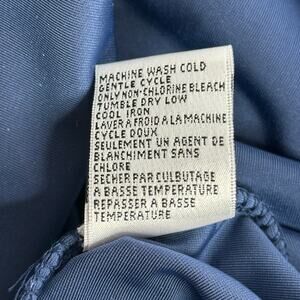 MACHINE WASH COLD
GENTLE CYCLE
ONLY NON-CHLORINE BLEACH
TUMBLE DRY LOW
COOL IRON
LAVER A FROID A LA MACHINE
CYCLE DOUX
SEULEMENT UN AGENT DE
BLANCHIMENT SANS
CHLORE
SECHER PAR CULBUTAGE
A BASSE TEMPERATURE
REPASSER A BASSE
TEMPERATURE